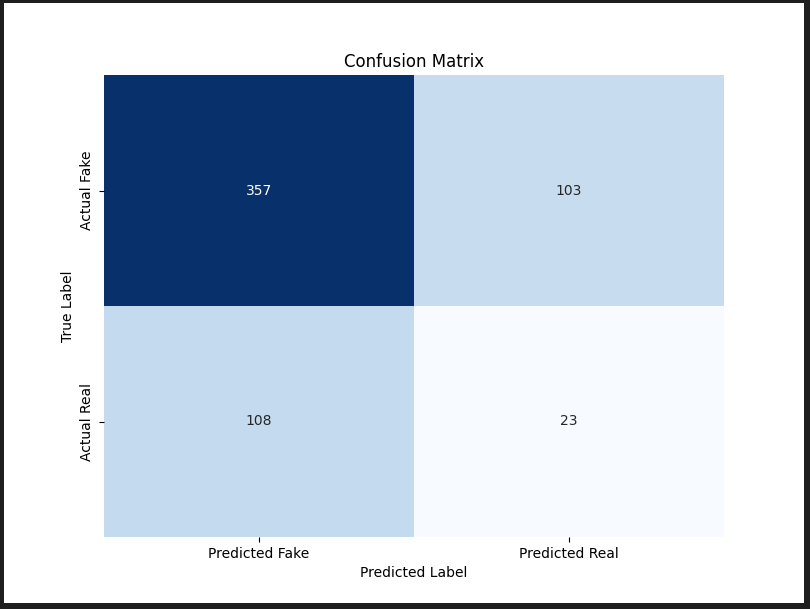 Confusion Matrix
True Label
Actual Fake
357
103
Actual Real
108
23
Predicted Fake
Predicted Real
Predicted Label